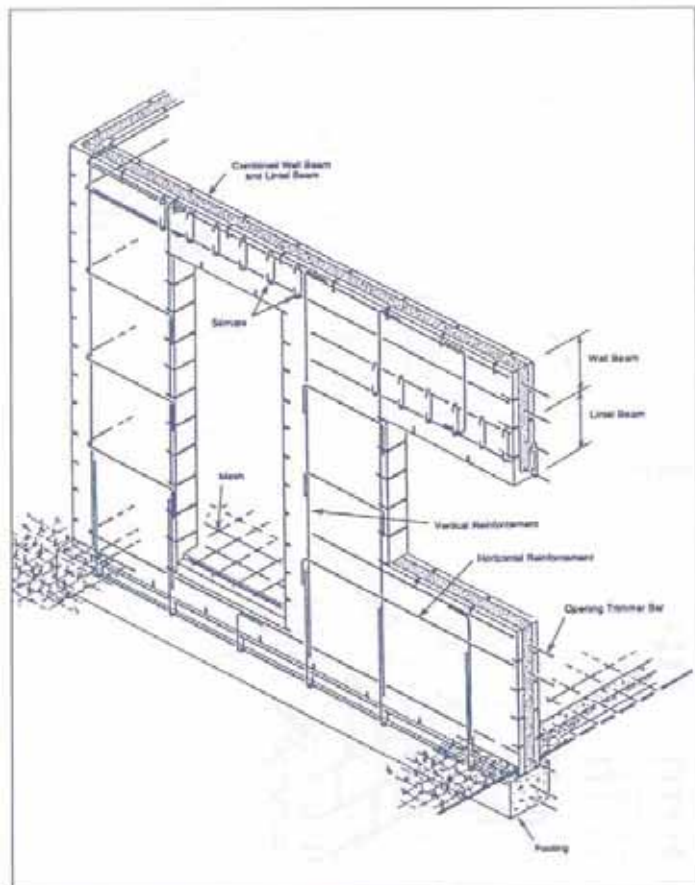 Combined Wall Beam
and Lintel Beam
Stirrups
Wall Beam
Lintel Beam
Mesh
Vertical Reinforcement
Horizontal Reinforcement
Opening Trimmer Bar
Footing